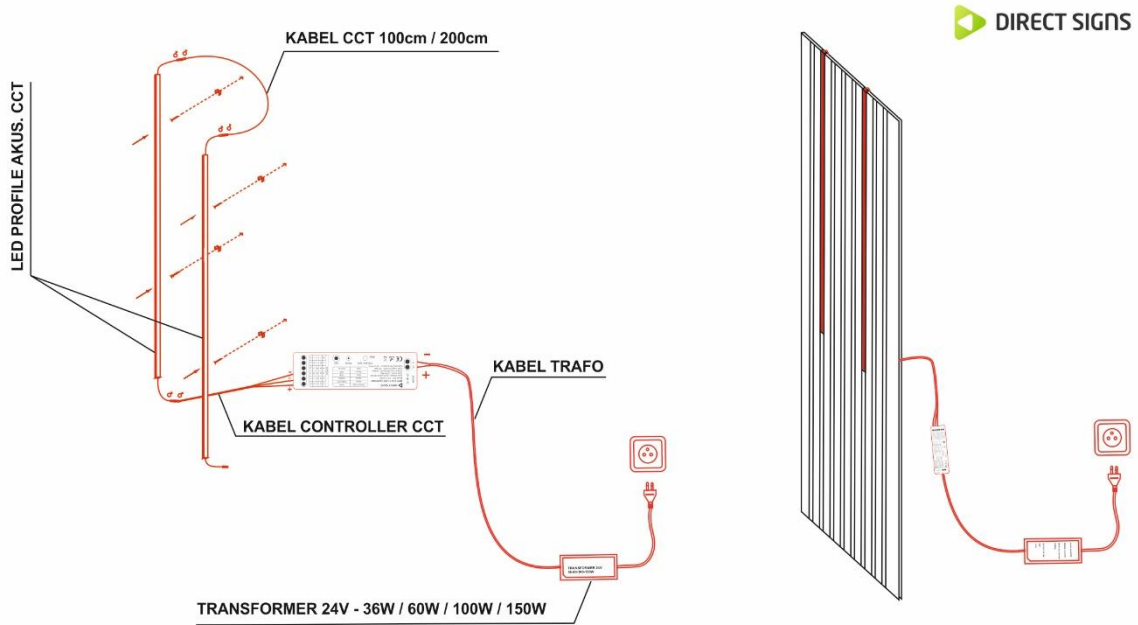 DIRECT SIGNS
KABEL CCT 100cm / 200cm
LED PROFILE AKUS. CCT
KABEL TRAFO
KABEL CONTROLLER CCT
TRANSFORMER 24V - 36W / 60W / 100W / 150W